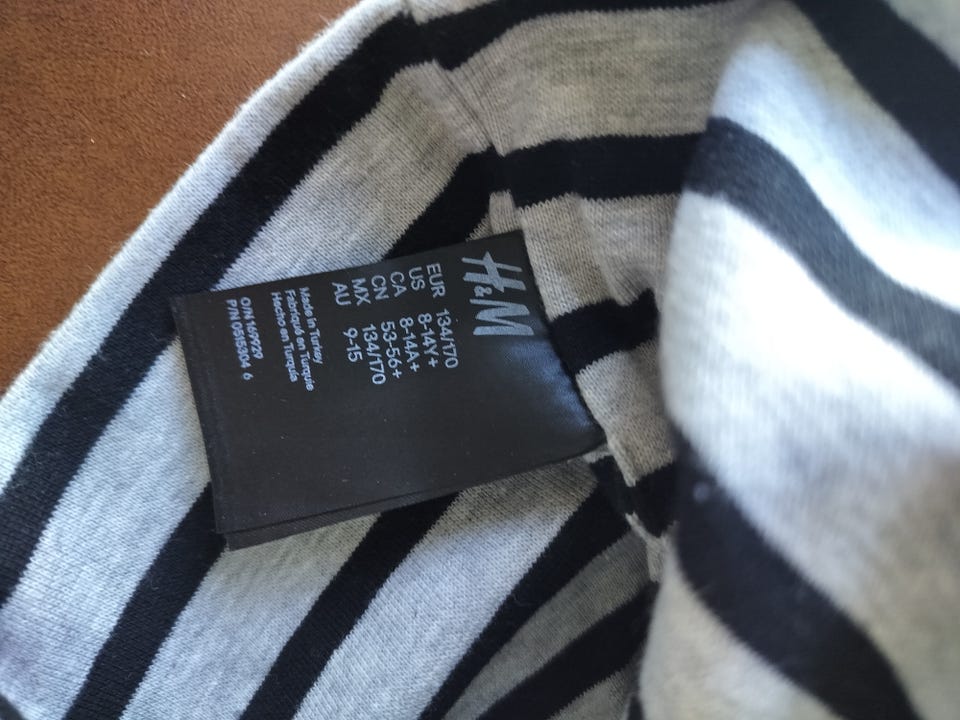 H&M
EUR 134/170
US 8-14Y+
CA 8-14A+
CN 53-56+
MX 134/170
AU 9-15
Made in Turkey
Fabriqué en Turquie
Hecho en Turquía
O/N 160929
P/N 0515304 6